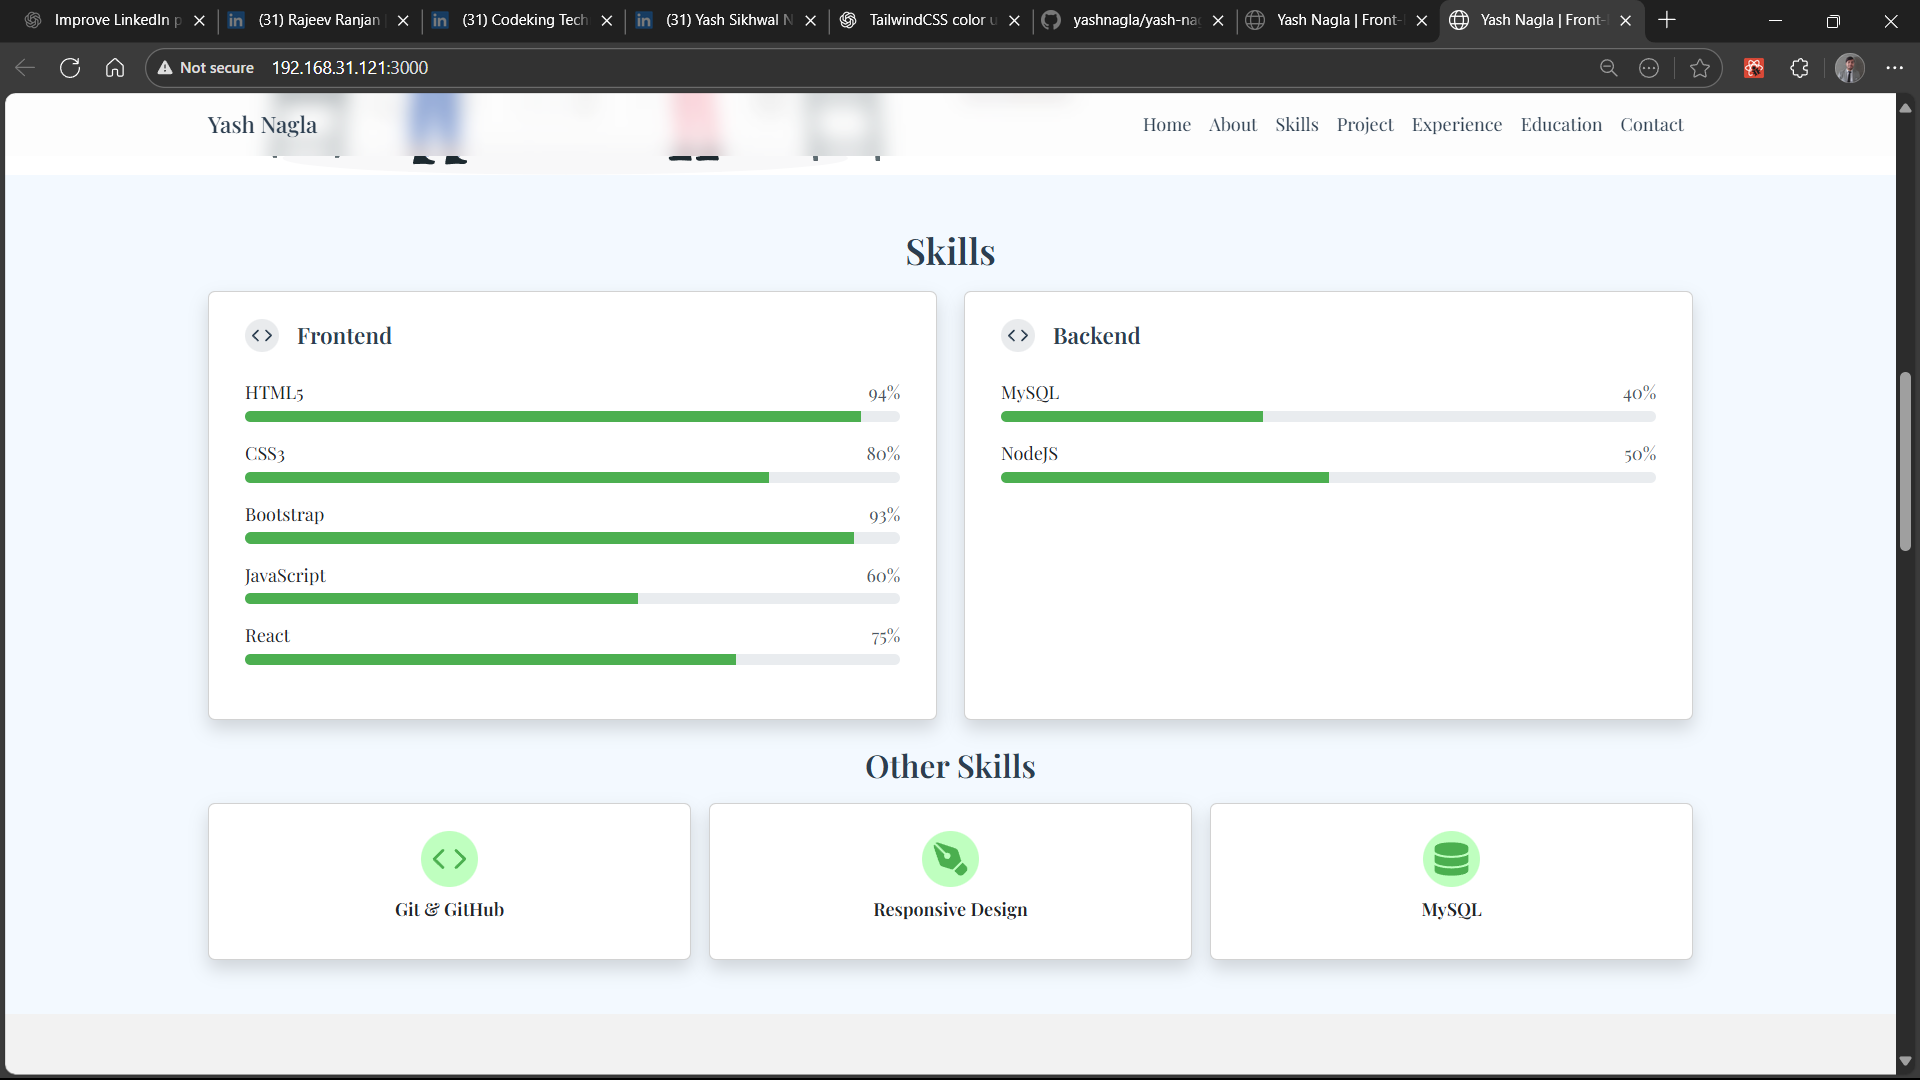 Improve LinkedIn p
(31) Rajeev Ranjan
(31) Codeking Tech
(31) Yash Sikhwal N
TailwindCSS color u
yashnagla/yash-nag
Yash Nagla | Front-
Yash Nagla | Front-
Not secure 192.168.31.121:3000
Yash Nagla
Home About Skills Project Experience Education Contact
Skills
Frontend
HTML5 94%
CSS3 80%
Bootstrap 93%
JavaScript 60%
React 75%
Backend
MySQL 40%
NodeJS 50%
Other Skills
Git & GitHub
Responsive Design
MySQL